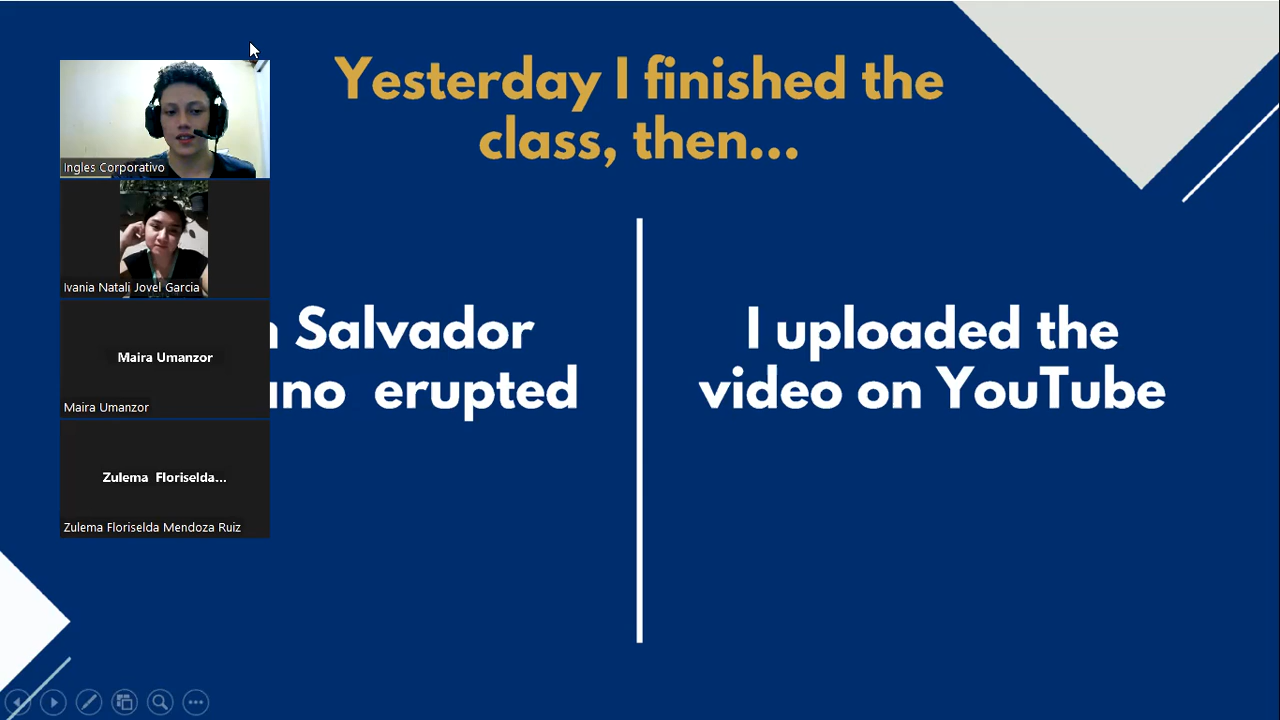 Yesterday I finished the
class, then...
Ingles Corporativo
Ivania Natali Jovel Garcia
Maira Umanzor
Maira Umanzor
Zulema Floriselda...
Zulema Floriselda Mendoza Ruiz
Salvador
erupted
I uploaded the
video on YouTube